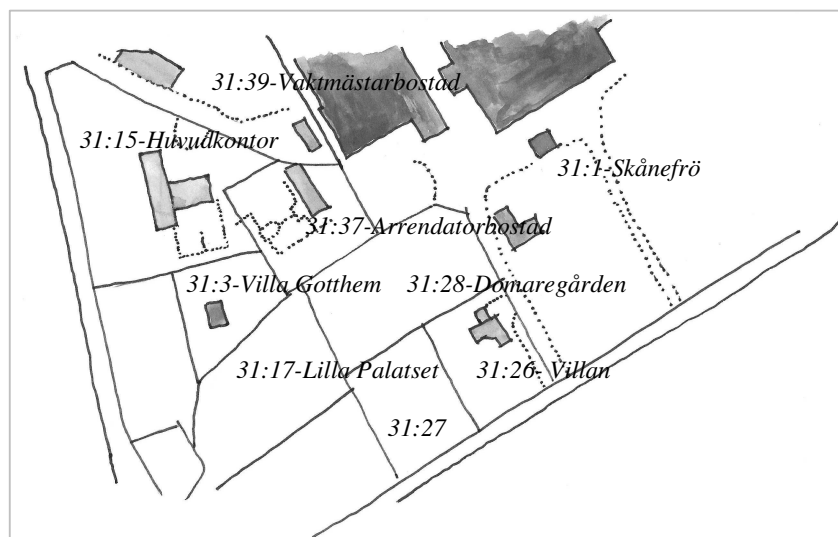 31:39-Vaktmästarbostad
31:15-Huvudkontor
31:1-Skånefrö
31:37-Arrendatorbostad
31:3-Villa Gotthem
31:28-Domaregården
31:17-Lilla Palatset
31:26- Villan
31:27